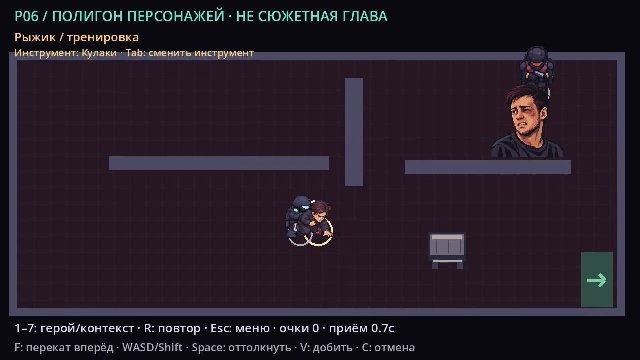 P06 / ПОЛИГОН ПЕРСОНАЖЕЙ · НЕ СЮЖЕТНАЯ ГЛАВА
Рыжик / тренировка
Инструмент: Кулаки · Tab: сменить инструмент
1–7: герой/контекст · R: повтор · Esc: меню · очки 0 · приём 0.7с
F: перекат вперёд · WASD/Shift · Space: оттолкнуть · V: добить · C: отмена